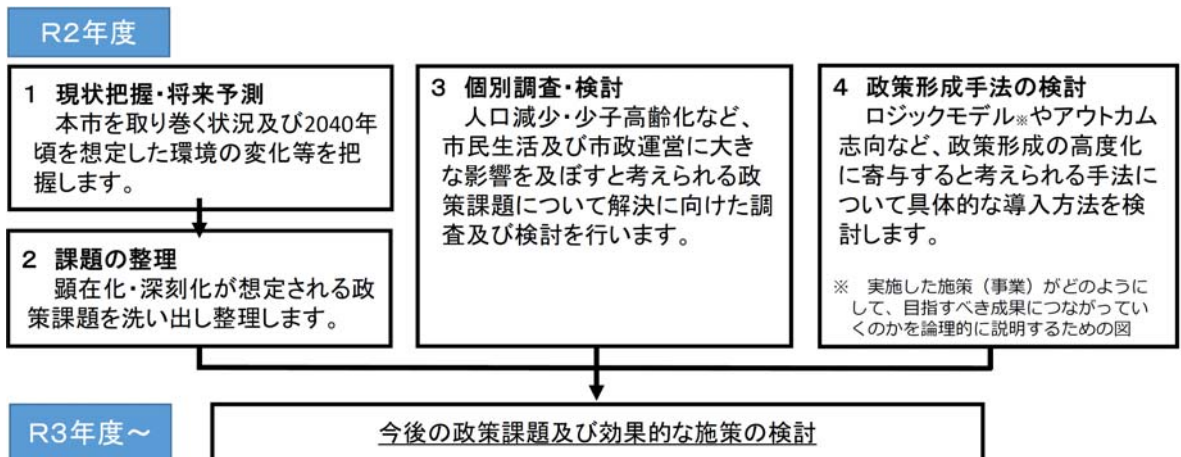 R2年度
1 現状把握・将来予測
本市を取り巻く状況及び2040年
頃を想定した環境の変化等を把
握します。
2 課題の整理
顕在化・深刻化が想定される政
策課題を洗い出し整理します。
3 個別調査・検討
人口減少・少子高齢化など、
市民生活及び市政運営に大き
な影響を及ぼすと考えられる政
策課題について解決に向けた調
査及び検討を行います。
4 政策形成手法の検討
ロジックモデル※やアウトカム
志向など、政策形成の高度化
に寄与すると考えられる手法に
ついて具体的な導入方法を検
討します。
※ 実施した施策（事業）がどのように
して、目指すべき成果につながってい
くのかを論理的に説明するための図
R3年度～
今後の政策課題及び効果的な施策の検討